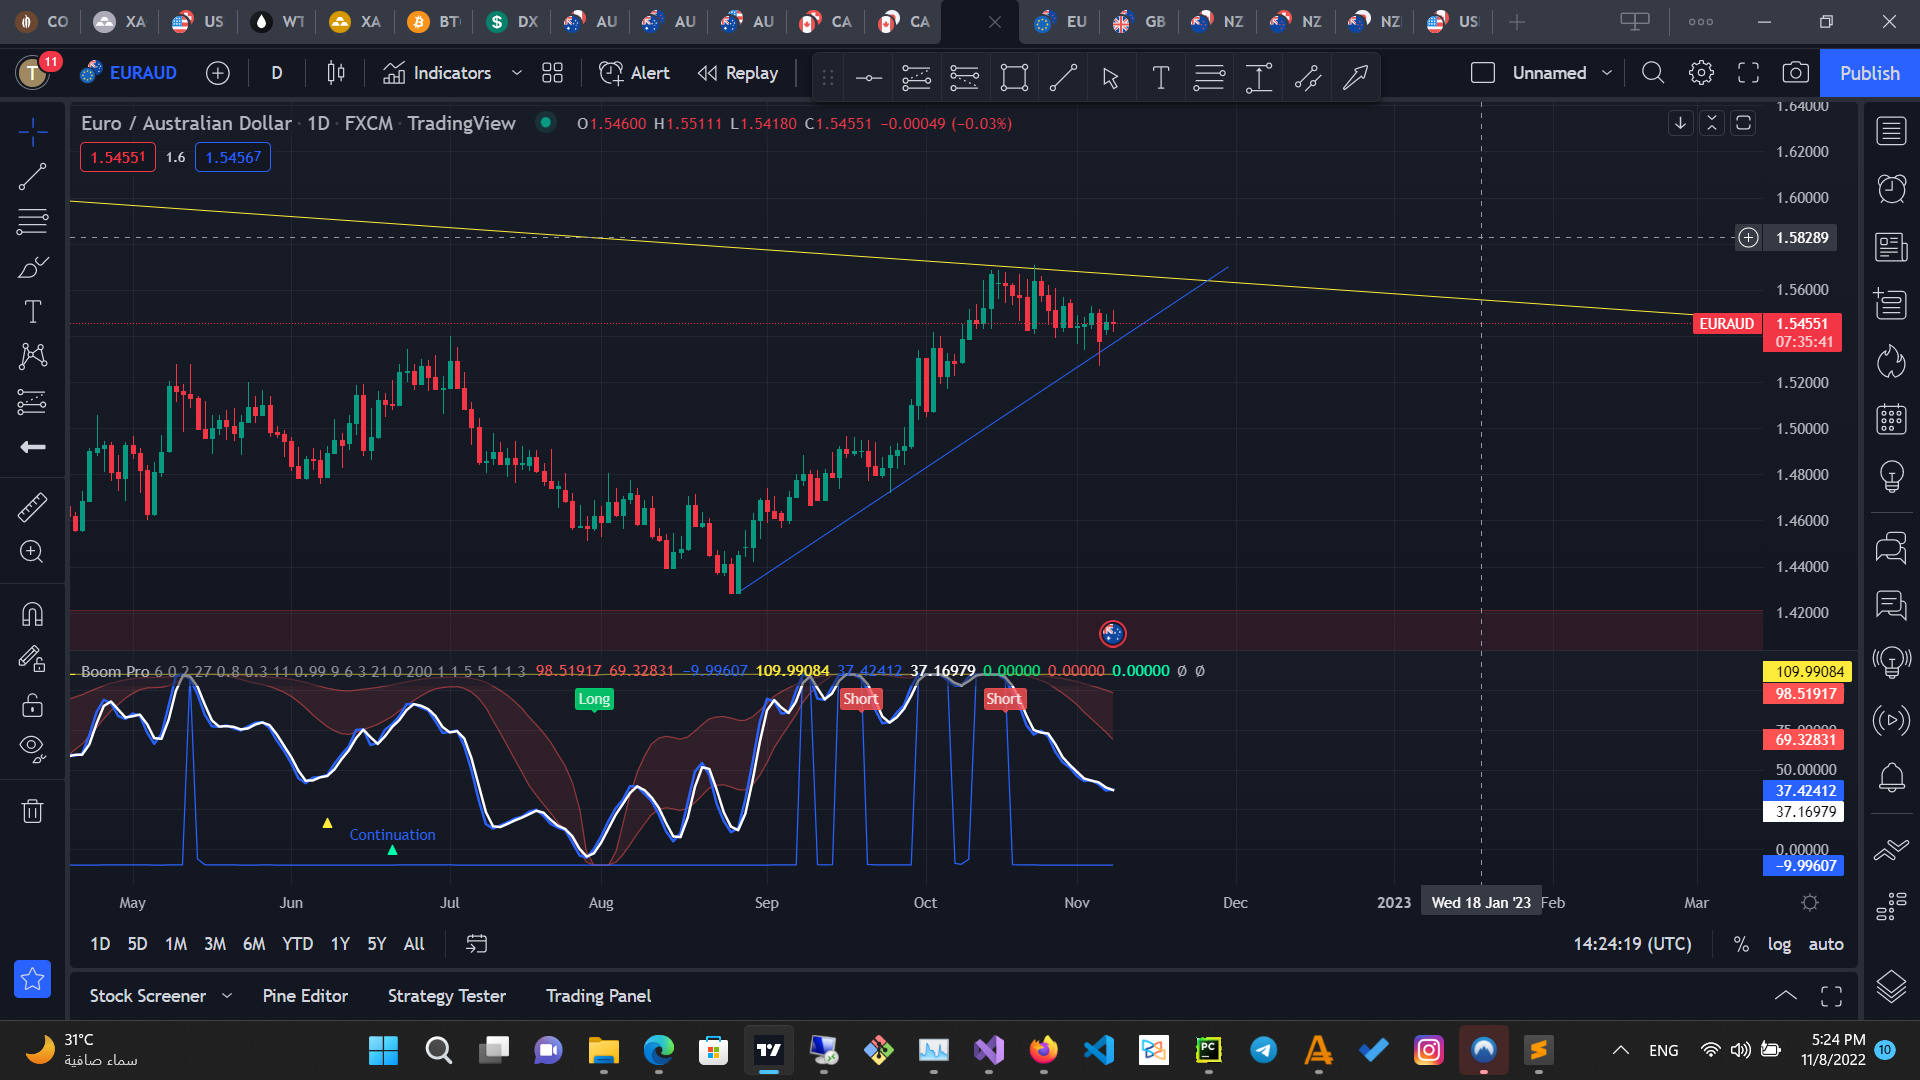 CO XA US WT XA BT DX AU AU AU CA CA EU GB NZ NZ NZ US
T 11 EURAUD D Indicators Alert Replay Unnamed Publish
Euro / Australian Dollar · 1D · FXCM · TradingView O1.54600 H1.55111 L1.54180 C1.54551 −0.00049 (−0.03%)
1.54551 1.6 1.54567
1.64000
1.62000
1.60000
1.58289
1.56000
EURAUD 1.54551
07:35:41
1.52000
1.50000
1.48000
1.46000
1.44000
1.42000
Boom Pro 6 0 2 27 0.8 0.3 11 0.99 9 6 3 21 0 200 1 1 5 5 1 1 3 98.51917 69.32831 −9.99607 109.99084 37.42412 37.16979 0.00000 0.00000 0.00000 Ø Ø
109.99084
98.51917
Long Short Short
75.00000
69.32831
50.00000
37.42412
37.16979
Continuation
0.00000
−9.99607
May Jun Jul Aug Sep Oct Nov Dec 2023 Wed 18 Jan '23 Feb Mar
1D 5D 1M 3M 6M YTD 1Y 5Y All 14:24:19 (UTC) % log auto
Stock Screener Pine Editor Strategy Tester Trading Panel
31°C
سماء صافية
PC
ENG
5:24 PM
11/8/2022
10